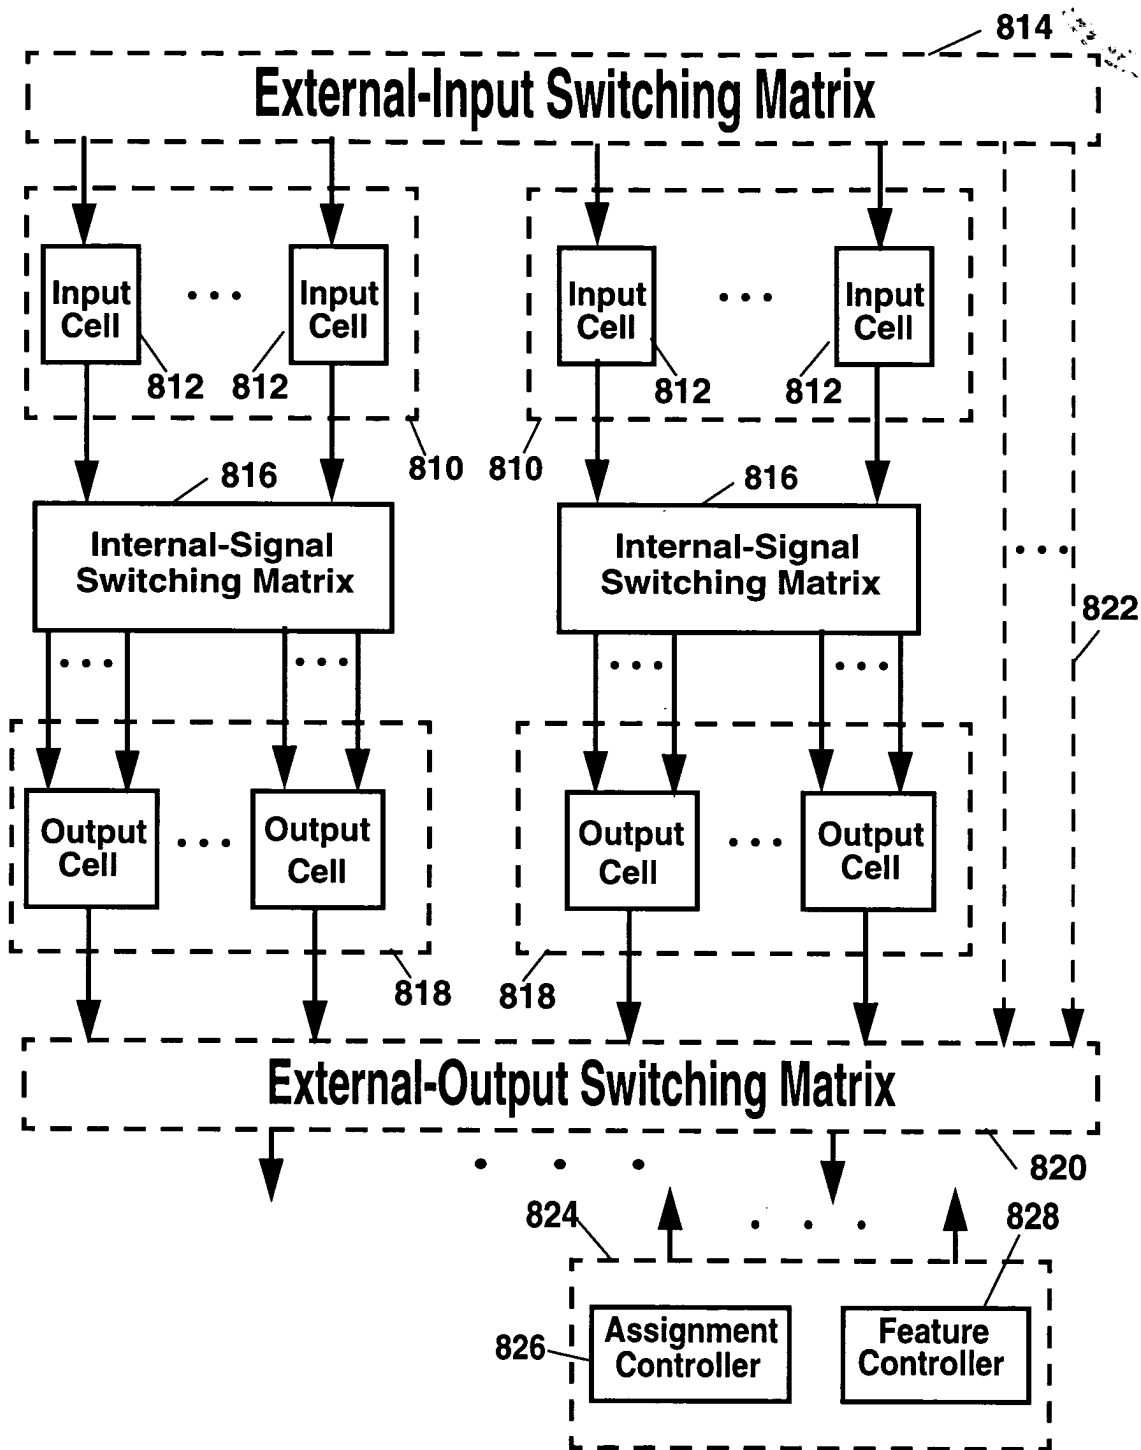 814
External-Input Switching Matrix
Input Cell
Input Cell
Input Cell
Input Cell
812
812
812
812
810
810
816
816
Internal-Signal
Switching Matrix
Internal-Signal
Switching Matrix
822
Output
Cell
Output
Cell
Output
Cell
Output
Cell
818
818
External-Output Switching Matrix
820
824
828
826
Assignment
Controller
Feature
Controller